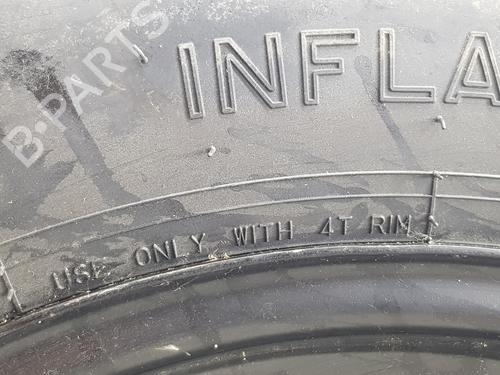 B-PARTS
INFLA
USE ONLY WITH 4T RIM